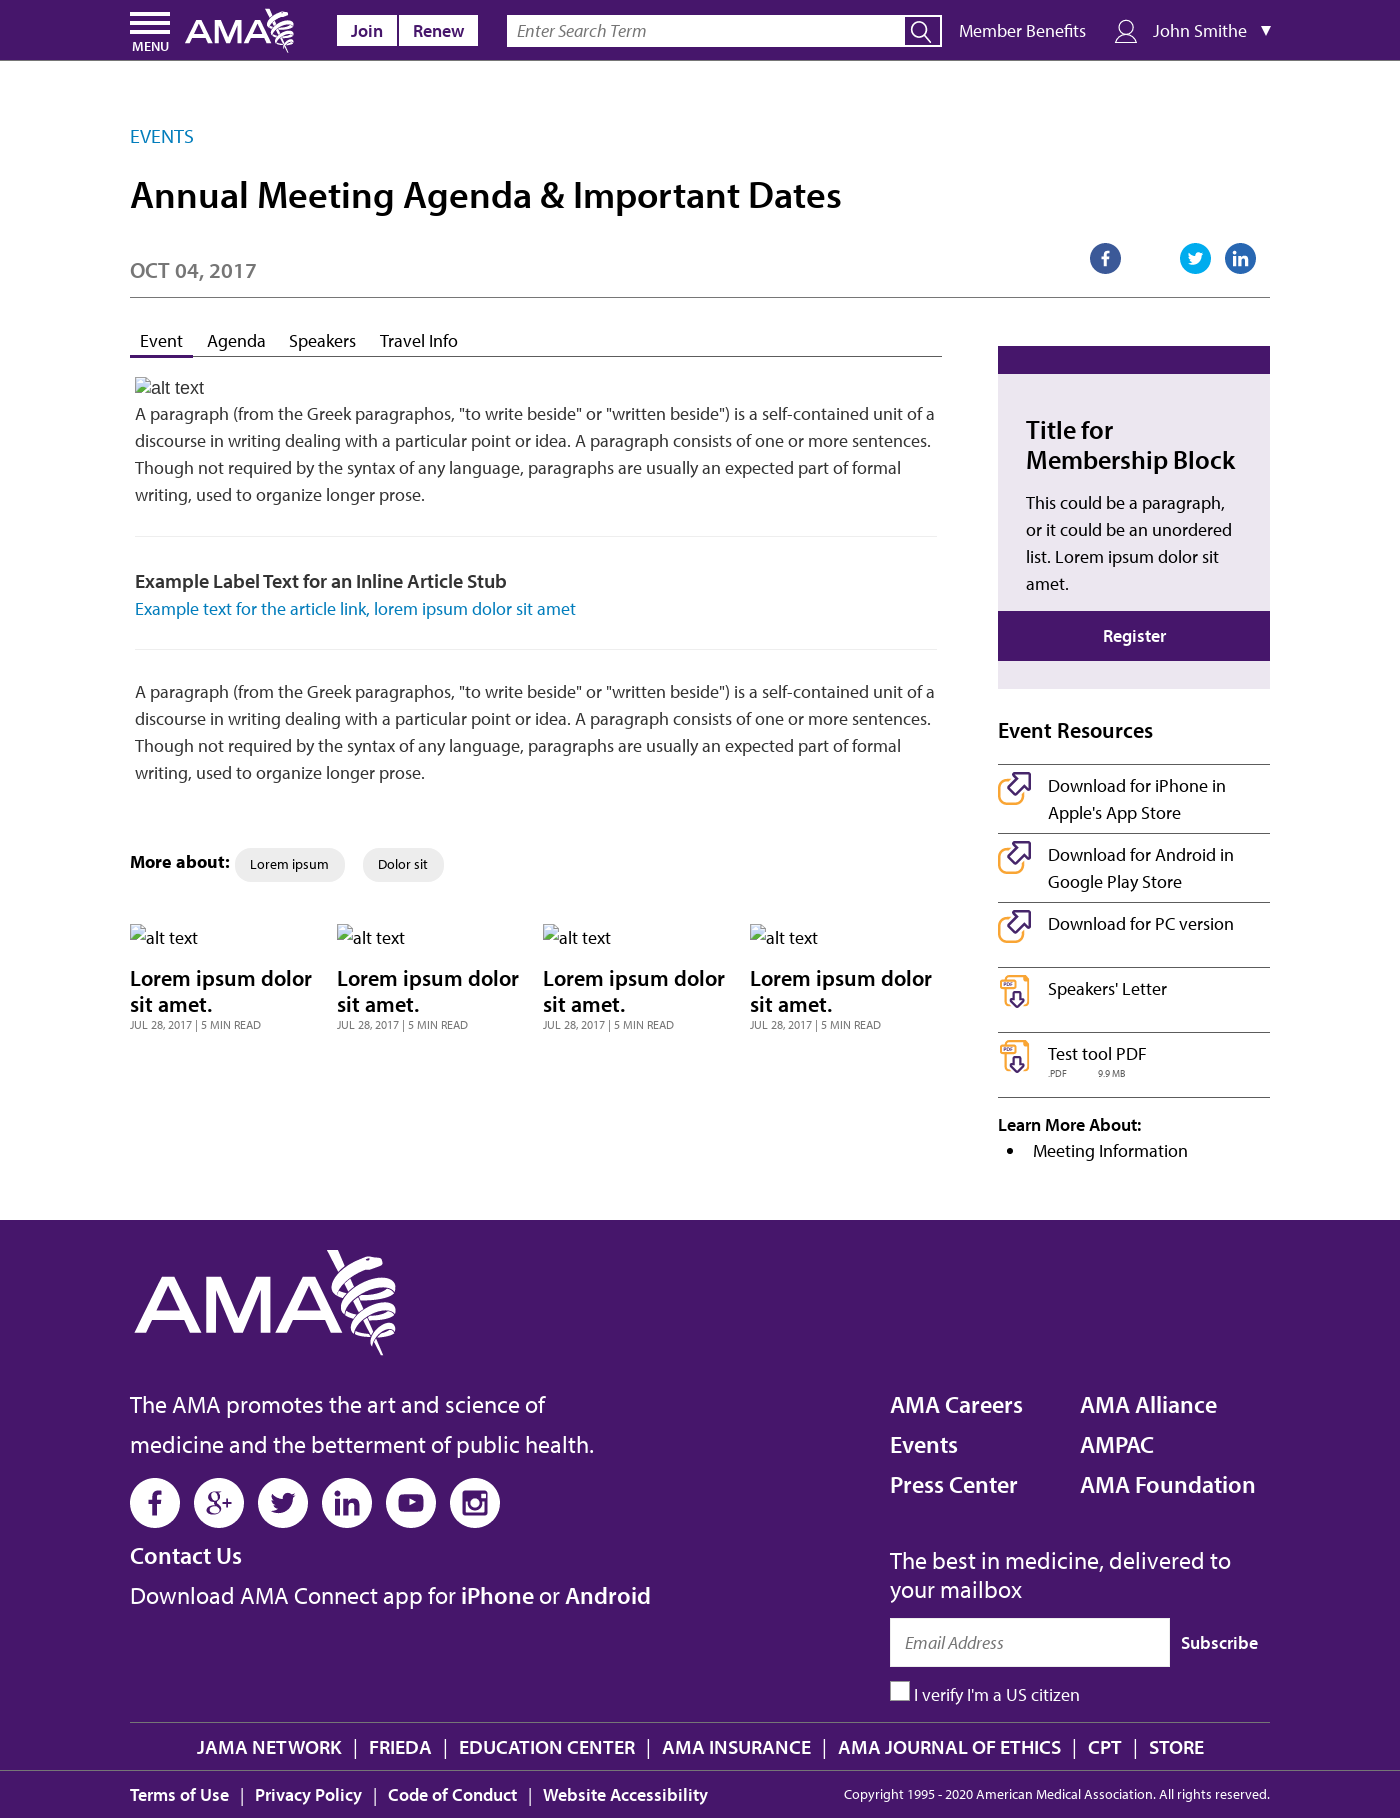 MENU
AMA
Join
Renew
Enter Search Term
Member Benefits
John Smithe ▼
EVENTS
Annual Meeting Agenda & Important Dates
OCT 04, 2017
Event
Agenda
Speakers
Travel Info
alt text
A paragraph (from the Greek paragraphos, "to write beside" or "written beside") is a self-contained unit of a
discourse in writing dealing with a particular point or idea. A paragraph consists of one or more sentences.
Though not required by the syntax of any language, paragraphs are usually an expected part of formal
writing, used to organize longer prose.
Example Label Text for an Inline Article Stub
Example text for the article link, lorem ipsum dolor sit amet
A paragraph (from the Greek paragraphos, "to write beside" or "written beside") is a self-contained unit of a
discourse in writing dealing with a particular point or idea. A paragraph consists of one or more sentences.
Though not required by the syntax of any language, paragraphs are usually an expected part of formal
writing, used to organize longer prose.
More about:
Lorem ipsum
Dolor sit
alt text
Lorem ipsum dolor
sit amet.
JUL 28, 2017 | 5 MIN READ
alt text
Lorem ipsum dolor
sit amet.
JUL 28, 2017 | 5 MIN READ
alt text
Lorem ipsum dolor
sit amet.
JUL 28, 2017 | 5 MIN READ
alt text
Lorem ipsum dolor
sit amet.
JUL 28, 2017 | 5 MIN READ
Title for
Membership Block
This could be a paragraph,
or it could be an unordered
list. Lorem ipsum dolor sit
amet.
Register
Event Resources
Download for iPhone in
Apple's App Store
Download for Android in
Google Play Store
Download for PC version
PDF
Speakers' Letter
PDF
Test tool PDF
.PDF 9.9 MB
Learn More About:
• Meeting Information
AMA
The AMA promotes the art and science of
medicine and the betterment of public health.
Contact Us
Download AMA Connect app for iPhone or Android
AMA Careers
Events
Press Center
AMA Alliance
AMPAC
AMA Foundation
The best in medicine, delivered to
your mailbox
Email Address
Subscribe
I verify I'm a US citizen
JAMA NETWORK | FRIEDA | EDUCATION CENTER | AMA INSURANCE | AMA JOURNAL OF ETHICS | CPT | STORE
Terms of Use | Privacy Policy | Code of Conduct | Website Accessibility
Copyright 1995 - 2020 American Medical Association. All rights reserved.